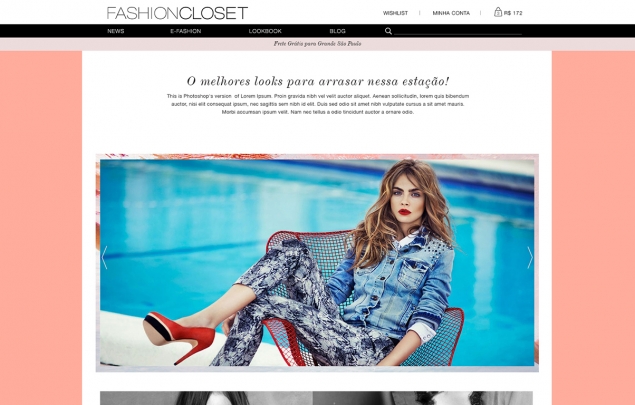 FASHIONCLOSET
WISHLIST | MINHA CONTA | R$ 172
NEWS E-FASHION LOOKBOOK BLOG
Frete Grátis para Grande São Paulo
O melhores looks para arrasar nessa estação!
This is Photoshop's version of Lorem Ipsum. Proin gravida nibh vel velit auctor aliquet. Aenean sollicitudin, lorem quis bibendum
auctor, nisi elit consequat ipsum, nec sagittis sem nibh id elit. Duis sed odio sit amet nibh vulputate cursus a sit amet mauris.
Morbi accumsan ipsum velit. Nam nec tellus a odio tincidunt auctor a ornare odio.